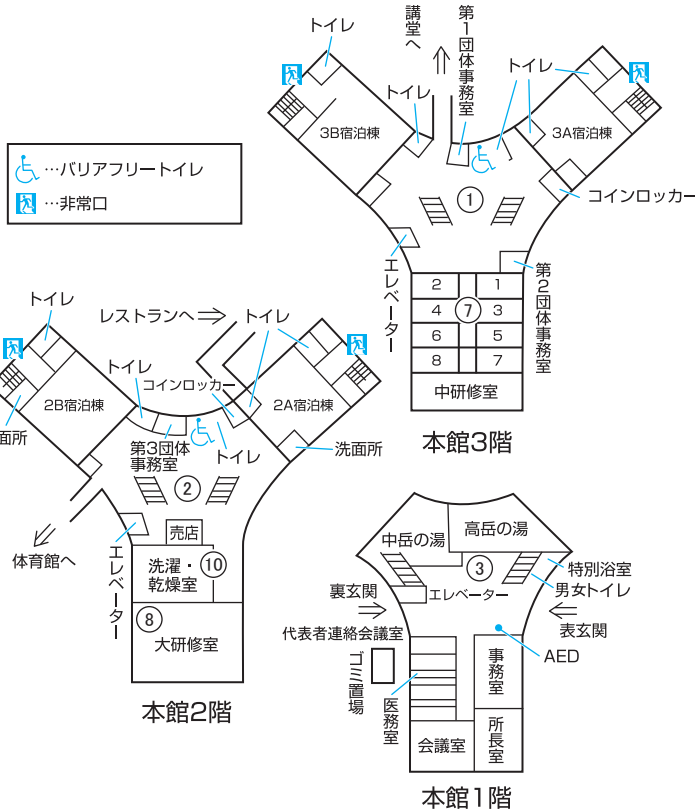 …バリアフリートイレ
…非常口
トイレ
講堂へ
第1団体事務室
トイレ
トイレ
3B宿泊棟
3A宿泊棟
コインロッカー
①
エレベーター
第2団体事務室
2
1
4
⑦
3
6
5
8
7
中研修室
本館3階
トイレ
レストランへ
トイレ
トイレ
コインロッカー
2B宿泊棟
2A宿泊棟
面所
第3団体
事務室
トイレ
洗面所
②
売店
体育館へ
エレベーター
洗濯・
乾燥室
⑩
⑧
大研修室
本館2階
中岳の湯
高岳の湯
③
特別浴室
男女トイレ
裏玄関
エレベーター
表玄関
代表者連絡会議室
AED
ゴミ置場
医務室
事務室
会議室
所長室
本館1階